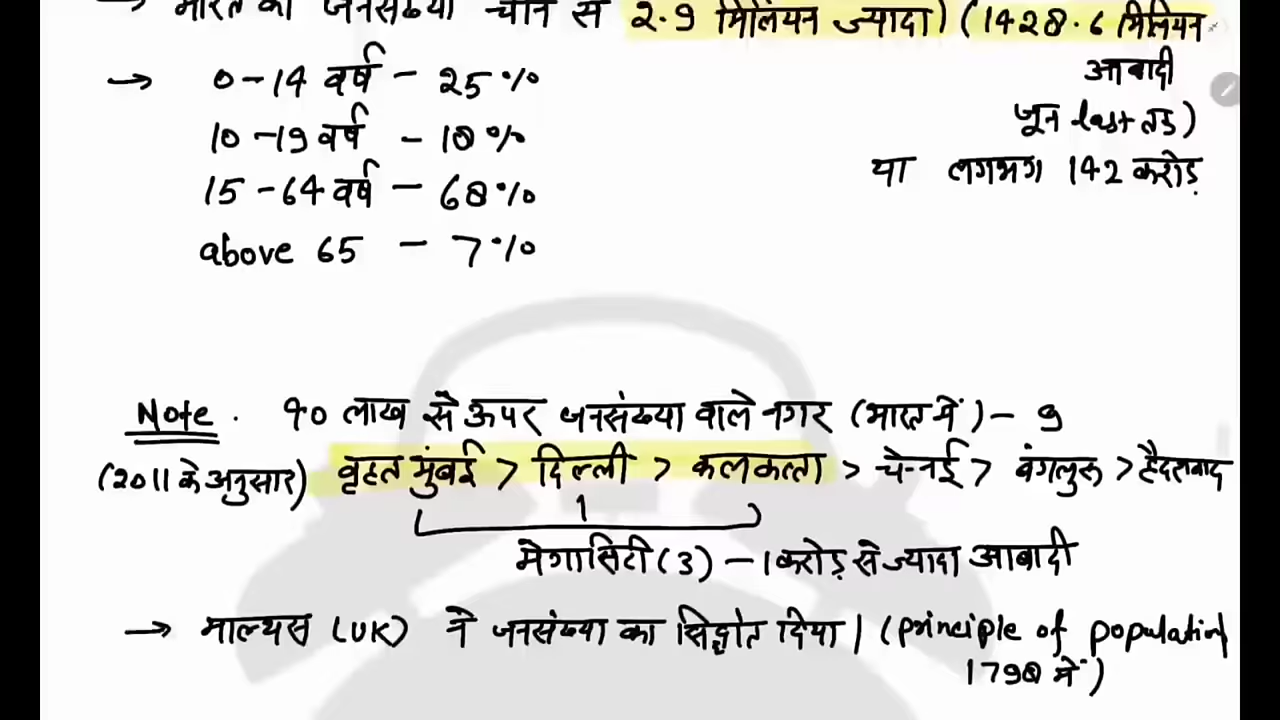 → भारत की जनसंख्या चीन से 2.9 मिलियन ज्यादा) (1428.6 मिलियन
आबादी
जून last तक)
या लगभग 142 करोड़
→ 0-14 वर्ष - 25%
10-19 वर्ष - 18%
15-64 वर्ष - 68%
above 65 - 7%
Note. 10 लाख से ऊपर जनसंख्या वाले नगर (भारत में) - 9
(2011 के अनुसार) वृहत मुंबई > दिल्ली > कलकत्ता > चेन्नई > बंगलुरू > हैदराबाद
मेगासिटी (3) - 1 करोड़ से ज्यादा आबादी
→ माल्थस (UK) ने जनसंख्या का सिद्धांत दिया। (principle of population
1798 में)